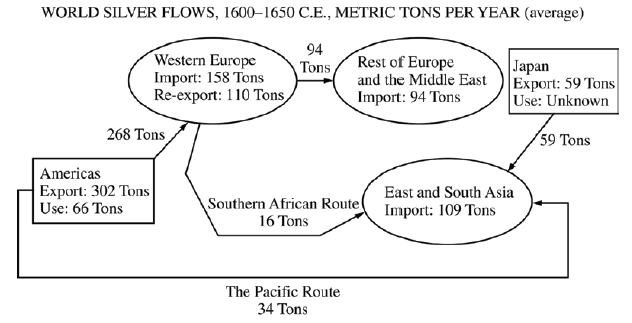 WORLD SILVER FLOWS, 1600–1650 C.E., METRIC TONS PER YEAR (average)
Western Europe
Import: 158 Tons
Re-export: 110 Tons
94
Tons
Rest of Europe
and the Middle East
Import: 94 Tons
Japan
Export: 59 Tons
Use: Unknown
268 Tons
59 Tons
Americas
Export: 302 Tons
Use: 66 Tons
Southern African Route
16 Tons
East and South Asia
Import: 109 Tons
The Pacific Route
34 Tons